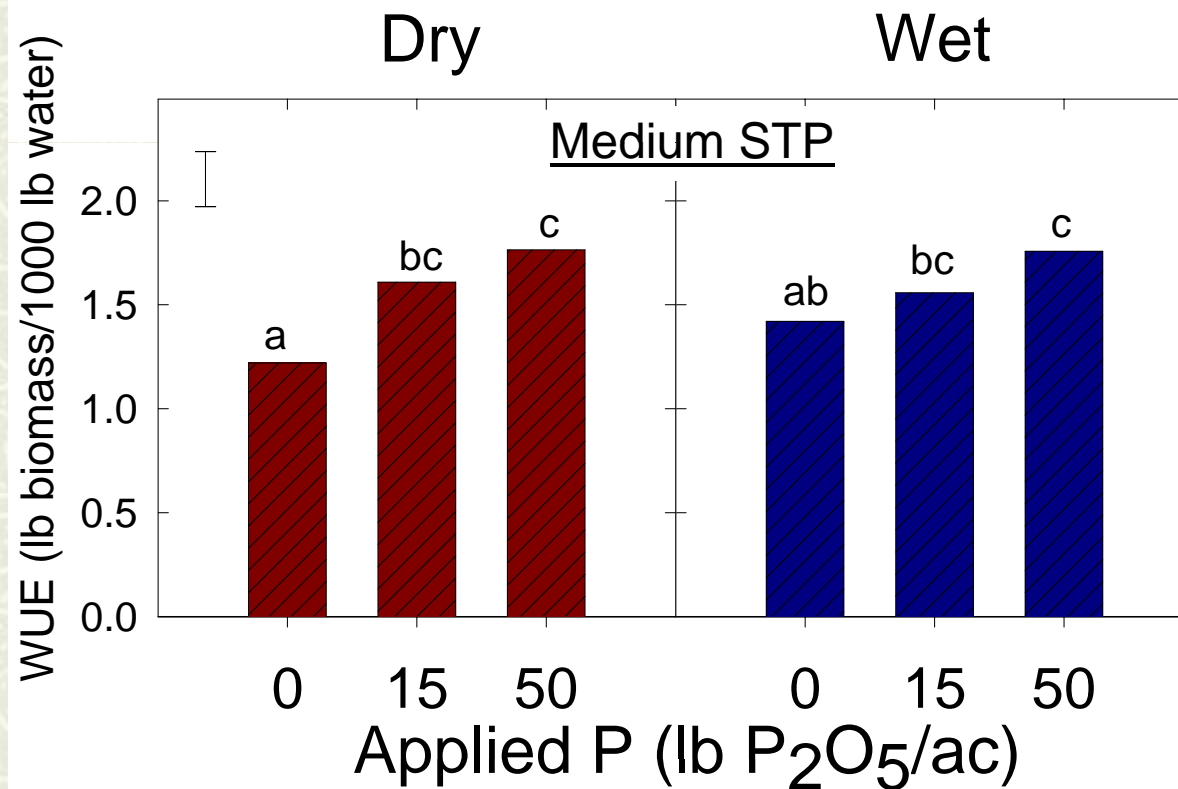 Dry Wet
Medium STP
WUE (lb biomass/1000 lb water)
2.0
1.5
1.0
0.5
0.0
a bc c ab bc c
0 15 50 0 15 50
Applied P (lb P₂O₅/ac)